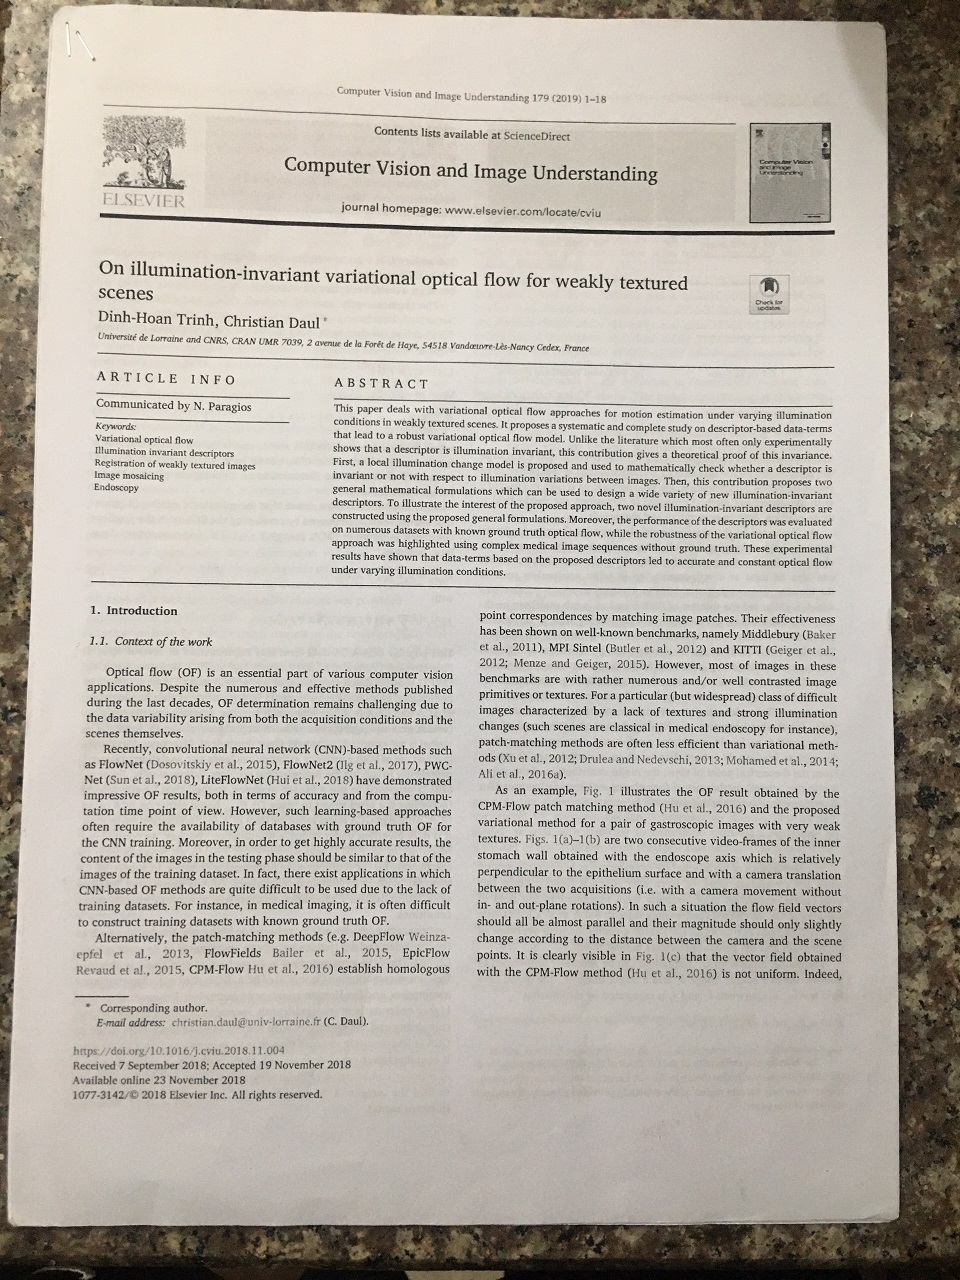 Computer Vision and Image Understanding 179 (2019) 1–18
Contents lists available at ScienceDirect
Computer Vision and Image Understanding
journal homepage: www.elsevier.com/locate/cviu
ELSEVIER
Computer Vision
and Image
Understanding
On illumination-invariant variational optical flow for weakly textured
scenes
Check for
updates
Dinh-Hoan Trinh, Christian Daul *
Université de Lorraine and CNRS, CRAN UMR 7039, 2 avenue de la Forêt de Haye, 54518 Vandœuvre-Lès-Nancy Cedex, France
ARTICLE INFO
Communicated by N. Paragios
Keywords:
Variational optical flow
Illumination invariant descriptors
Registration of weakly textured images
Image mosaicing
Endoscopy
ABSTRACT
This paper deals with variational optical flow approaches for motion estimation under varying illumination
conditions in weakly textured scenes. It proposes a systematic and complete study on descriptor-based data-terms
that lead to a robust variational optical flow model. Unlike the literature which most often only experimentally
shows that a descriptor is illumination invariant, this contribution gives a theoretical proof of this invariance.
First, a local illumination change model is proposed and used to mathematically check whether a descriptor is
invariant or not with respect to illumination variations between images. Then, this contribution proposes two
general mathematical formulations which can be used to design a wide variety of new illumination-invariant
descriptors. To illustrate the interest of the proposed approach, two novel illumination-invariant descriptors are
constructed using the proposed general formulations. Moreover, the performance of the descriptors was evaluated
on numerous datasets with known ground truth optical flow, while the robustness of the variational optical flow
approach was highlighted using complex medical image sequences without ground truth. These experimental
results have shown that data-terms based on the proposed descriptors led to accurate and constant optical flow
under varying illumination conditions.
1. Introduction
1.1. Context of the work
Optical flow (OF) is an essential part of various computer vision
applications. Despite the numerous and effective methods published
during the last decades, OF determination remains challenging due to
the data variability arising from both the acquisition conditions and the
scenes themselves.
Recently, convolutional neural network (CNN)-based methods such
as FlowNet (Dosovitskiy et al., 2015), FlowNet2 (Ilg et al., 2017), PWC-
Net (Sun et al., 2018), LiteFlowNet (Hui et al., 2018) have demonstrated
impressive OF results, both in terms of accuracy and from the compu-
tation time point of view. However, such learning-based approaches
often require the availability of databases with ground truth OF for
the CNN training. Moreover, in order to get highly accurate results, the
content of the images in the testing phase should be similar to that of the
images of the training dataset. In fact, there exist applications in which
CNN-based OF methods are quite difficult to be used due to the lack of
training datasets. For instance, in medical imaging, it is often difficult
to construct training datasets with known ground truth OF.
Alternatively, the patch-matching methods (e.g. DeepFlow Weinza-
epfel et al., 2013, FlowFields Bailer et al., 2015, EpicFlow
Revaud et al., 2015, CPM-Flow Hu et al., 2016) establish homologous
point correspondences by matching image patches. Their effectiveness
has been shown on well-known benchmarks, namely Middlebury (Baker
et al., 2011), MPI Sintel (Butler et al., 2012) and KITTI (Geiger et al.,
2012; Menze and Geiger, 2015). However, most of images in these
benchmarks are with rather numerous and/or well contrasted image
primitives or textures. For a particular (but widespread) class of difficult
images characterized by a lack of textures and strong illumination
changes (such scenes are classical in medical endoscopy for instance),
patch-matching methods are often less efficient than variational meth-
ods (Xu et al., 2012; Drulea and Nedevschi, 2013; Mohamed et al., 2014;
Ali et al., 2016a).
As an example, Fig. 1 illustrates the OF result obtained by the
CPM-Flow patch matching method (Hu et al., 2016) and the proposed
variational method for a pair of gastroscopic images with very weak
textures. Figs. 1(a)–1(b) are two consecutive video-frames of the inner
stomach wall obtained with the endoscope axis which is relatively
perpendicular to the epithelium surface and with a camera translation
between the two acquisitions (i.e. with a camera movement without
in- and out-plane rotations). In such a situation the flow field vectors
should all be almost parallel and their magnitude should only slightly
change according to the distance between the camera and the scene
points. It is clearly visible in Fig. 1(c) that the vector field obtained
with the CPM-Flow method (Hu et al., 2016) is not uniform. Indeed,
* Corresponding author.
E-mail address: christian.daul@univ-lorraine.fr (C. Daul).
https://doi.org/10.1016/j.cviu.2018.11.004
Received 7 September 2018; Accepted 19 November 2018
Available online 23 November 2018
1077-3142/© 2018 Elsevier Inc. All rights reserved.